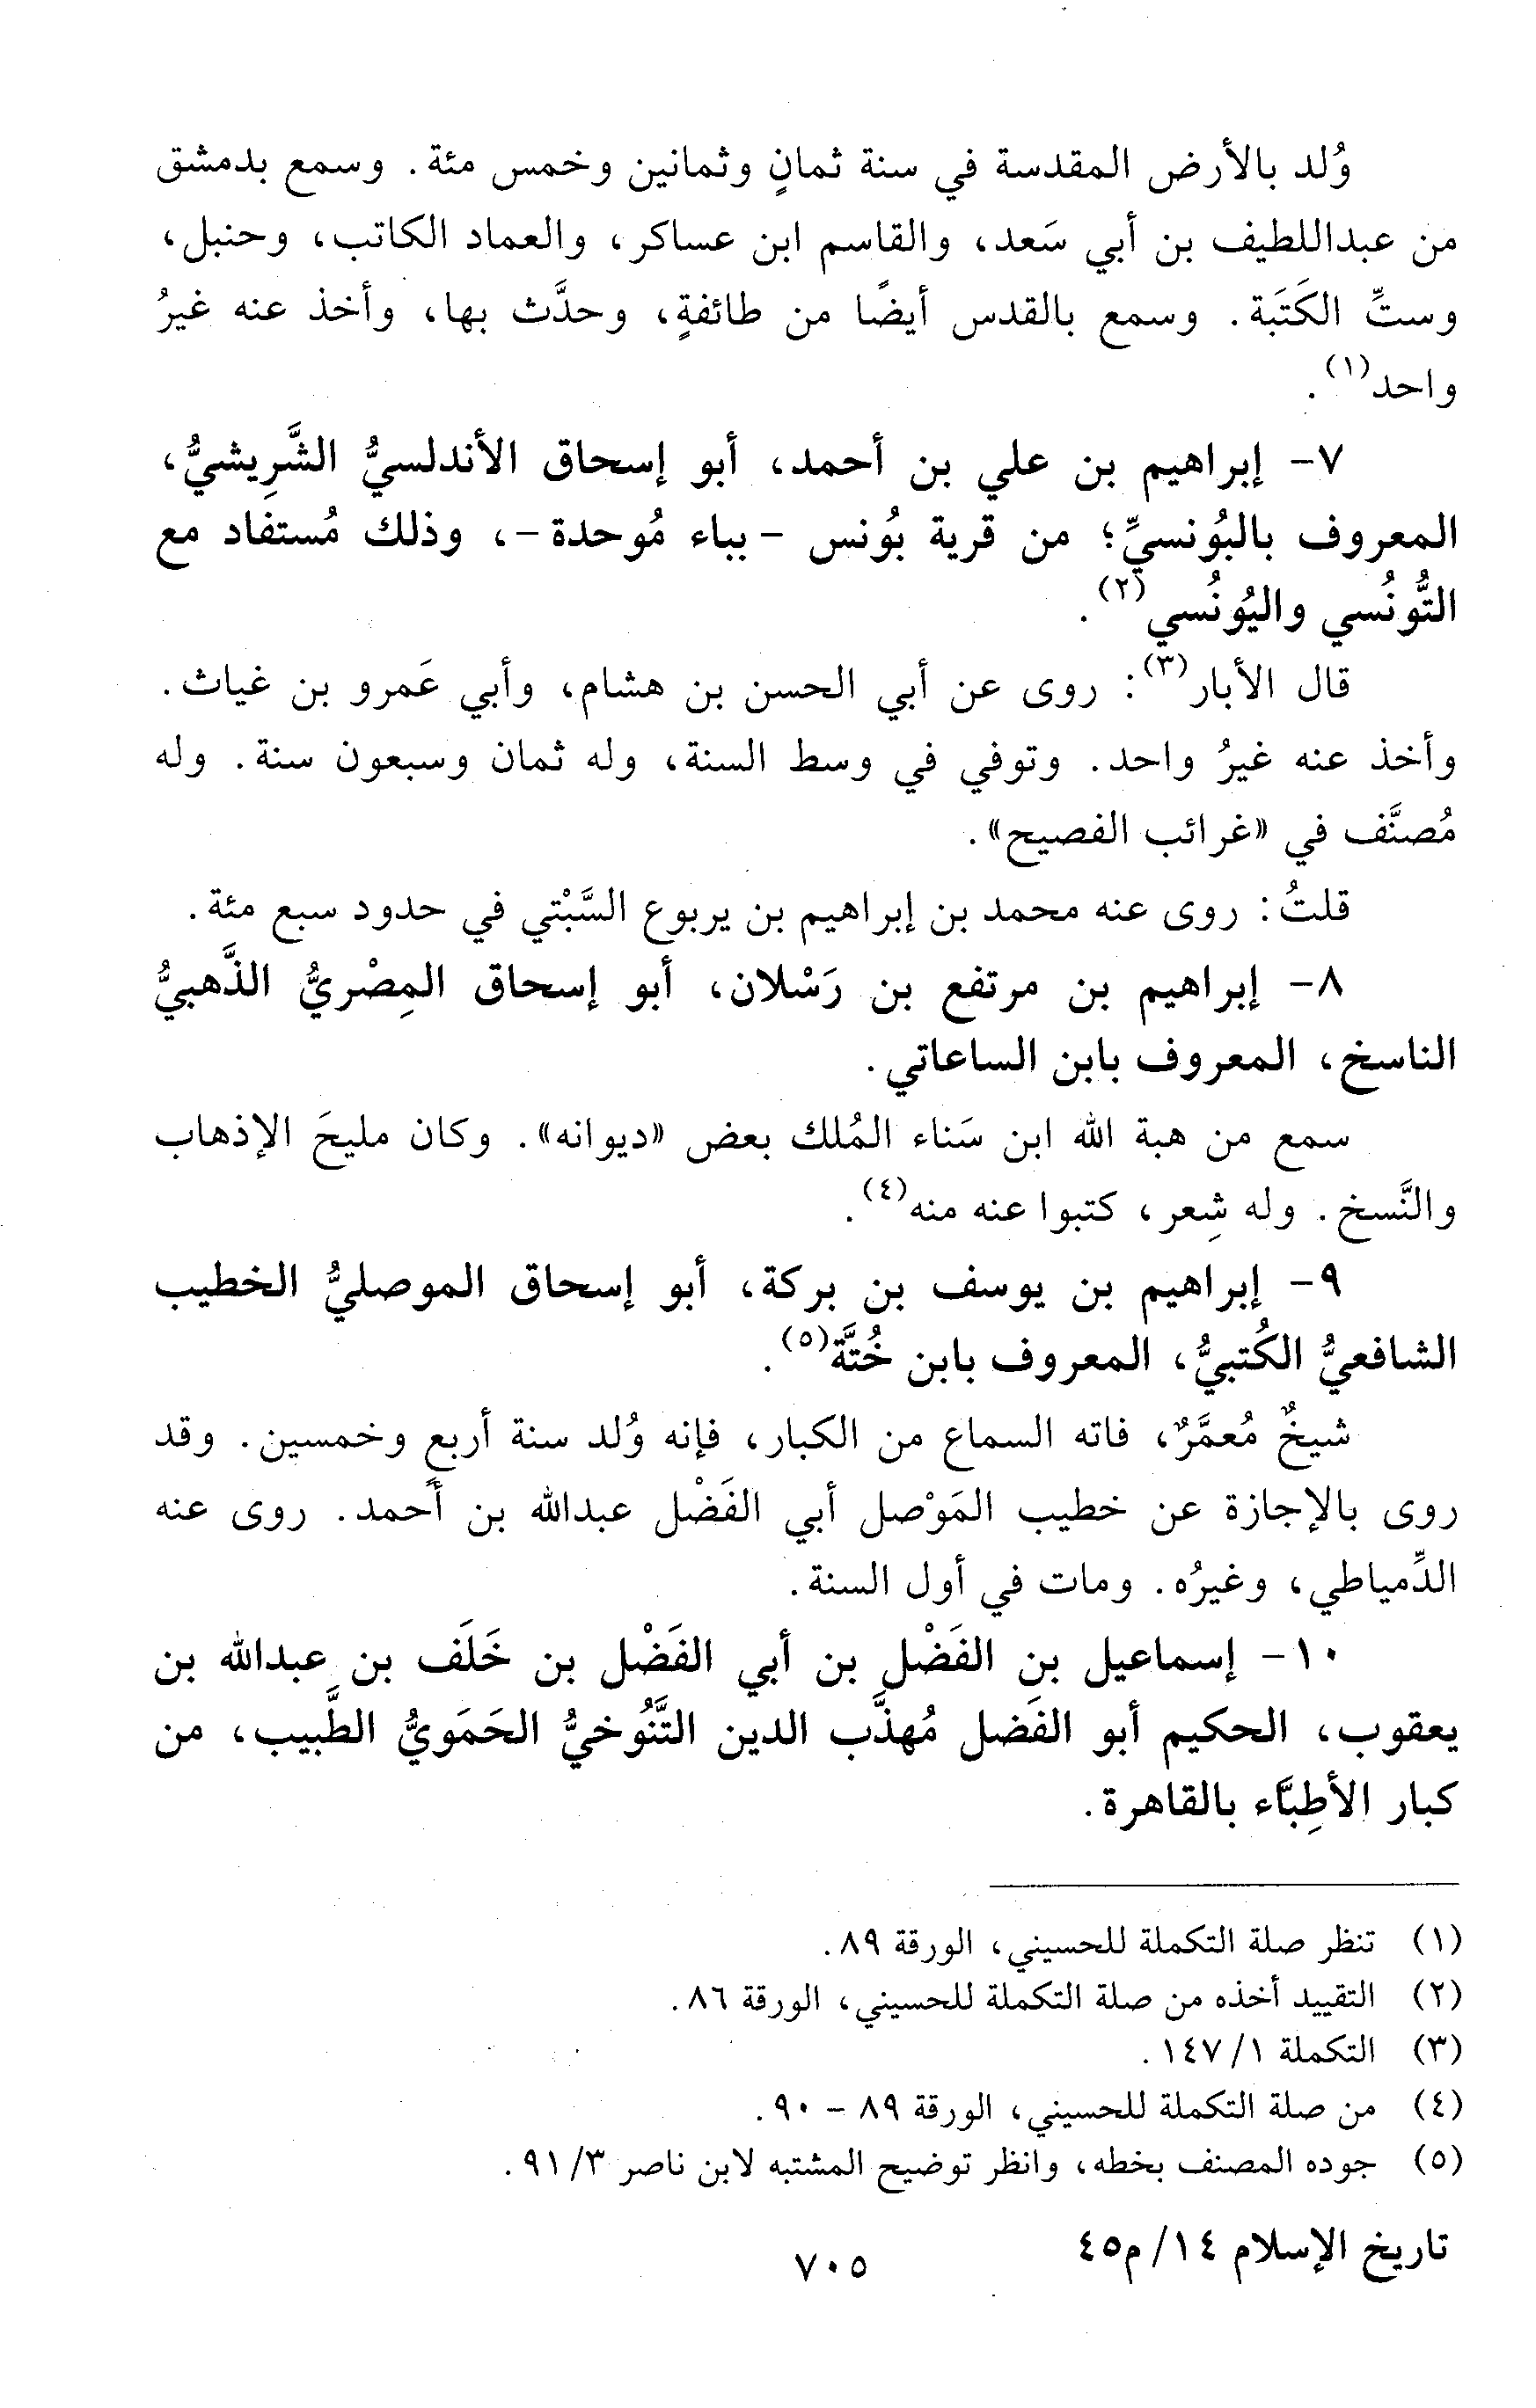 وُلد بالأرض المقدسة في سنة ثمانٍ وثمانين وخمس مئة. وسمع بدمشق
من عبداللطيف بن أبي سَعد، والقاسم ابن عساكر، والعماد الكاتب، وحنبل،
وستِّ الكَتَبة. وسمع بالقدس أيضًا من طائفةٍ، وحدَّث بها، وأخذ عنه غيرُ
واحد(١).
٧- إبراهيم بن علي بن أحمد، أبو إسحاق الأندلسيُّ الشَّرِيشيُّ،
المعروف بالبُونسيِّ؛ من قرية بُونس -بباء مُوحدة-، وذلك مُستفاد مع
التُّونُسي واليُونُسي(٢).
قال الأبار(٣): روى عن أبي الحسن بن هشام، وأبي عَمرو بن غياث.
وأخذ عنه غيرُ واحد. وتوفي في وسط السنة، وله ثمان وسبعون سنة. وله
مُصنَّف في «غرائب الفصيح».
قلتُ: روى عنه محمد بن إبراهيم بن يربوع السَّبْتي في حدود سبع مئة.
٨- إبراهيم بن مرتفع بن رَسْلان، أبو إسحاق المِصْريُّ الذَّهبيُّ
الناسخ، المعروف بابن الساعاتي.
سمع من هبة الله ابن سَناء المُلك بعض «ديوانه». وكان مليحَ الإذهاب
والنَّسخ. وله شِعر، كتبوا عنه منه(٤).
٩- إبراهيم بن يوسف بن بركة، أبو إسحاق الموصليُّ الخطيب
الشافعيُّ الكُتبيُّ، المعروف بابن خُتَّة(٥).
شيخٌ مُعمَّرٌ، فاته السماع من الكبار، فإنه وُلد سنة أربع وخمسين. وقد
روى بالإجازة عن خطيب المَوْصل أبي الفَضْل عبدالله بن أحمد. روى عنه
الدِّمياطي، وغيرُه. ومات في أول السنة.
١٠- إسماعيل بن الفَضْل بن أبي الفَضْل بن خَلَف بن عبدالله بن
يعقوب، الحكيم أبو الفَضل مُهذَّب الدين التَّنُوخيُّ الحَمَويُّ الطَّبيب، من
كبار الأطِبَّاء بالقاهرة.
(١) تنظر صلة التكملة للحسيني، الورقة ٨٩.
(٢) التقييد أخذه من صلة التكملة للحسيني، الورقة ٨٦.
(٣) التكملة ١/ ١٤٧.
(٤) من صلة التكملة للحسيني، الورقة ٨٩ - ٩٠.
(٥) جوده المصنف بخطه، وانظر توضيح المشتبه لابن ناصر ٣/ ٩١.
تاريخ الإسلام ١٤/ م٤٥
٧٠٥